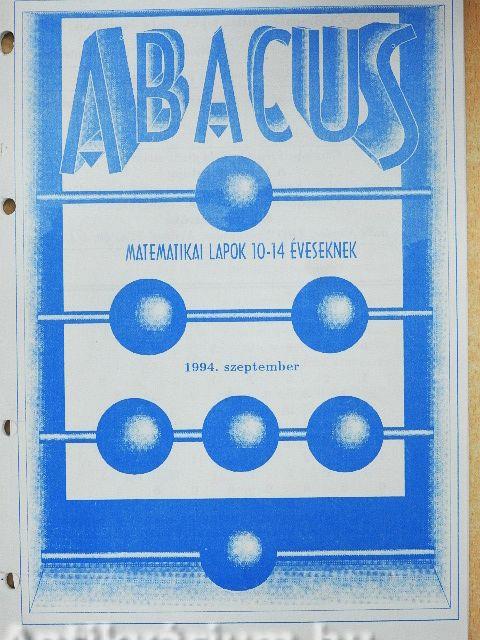 ABACUS
MATEMATIKAI LAPOK 10-14 ÉVESEKNEK
1994. szeptember